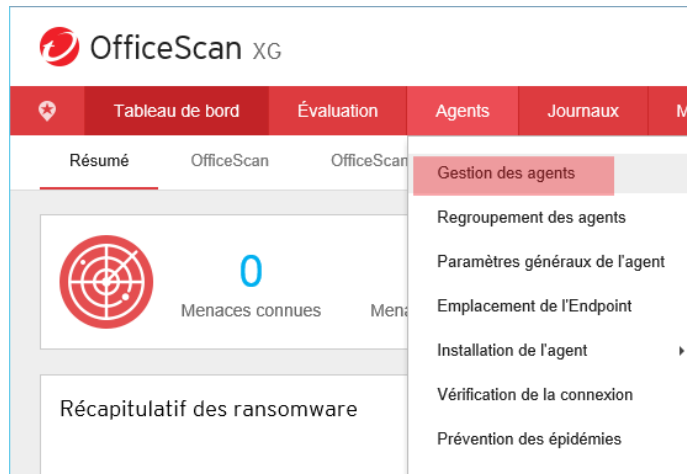 OfficeScan XG
Tableau de bord Évaluation Agents Journaux M
Résumé OfficeScan OfficeScan
Gestion des agents
Regroupement des agents
Paramètres généraux de l'agent
Emplacement de l'Endpoint
Installation de l'agent
Vérification de la connexion
Prévention des épidémies
0
Menaces connues Mena
Récapitulatif des ransomware